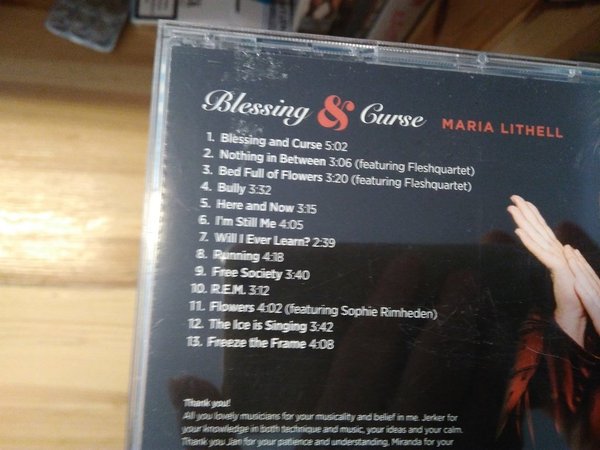 Blessing & Curse MARIA LITHELL
1. Blessing and Curse 5:02
2. Nothing in Between 3:06 (featuring Fleshquartet)
3. Bed Full of Flowers 3:20 (featuring Fleshquartet)
4. Bully 3:32
5. Here and Now 3:15
6. I'm Still Me 4:05
7. Will I Ever Learn? 2:39
8. Running 4:18
9. Free Society 3:40
10. R.E.M. 3:12
11. Flowers 4:02 (featuring Sophie Rimheden)
12. The Ice is Singing 3:42
13. Freeze the Frame 4:08
Thank you!
All you lovely musicians for your musicality and belief in me. Jerker for
your knowledge in both technique and music, your ideas and your calm.
Thank you Jan for your patience and understanding, Miranda for your